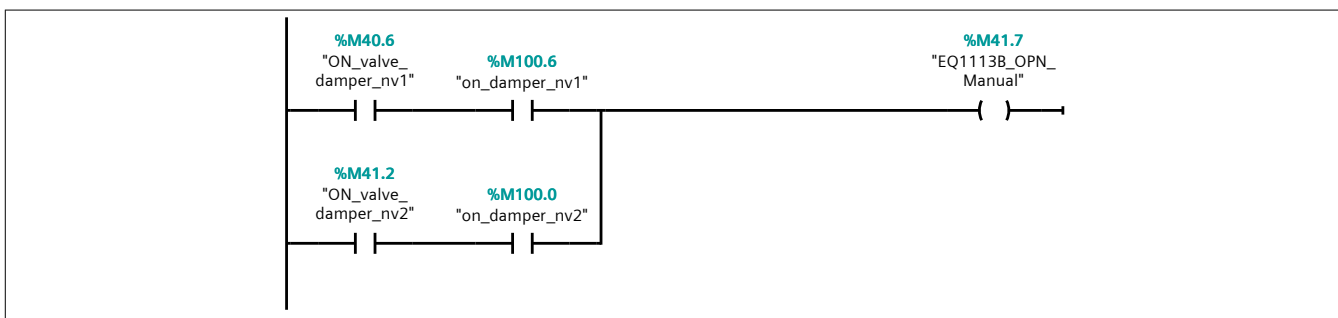 %M40.6
"ON_valve_
damper_nv1"
%M100.6
"on_damper_nv1"
%M41.7
"EQ1113B_OPN_
Manual"
%M41.2
"ON_valve_
damper_nv2"
%M100.0
"on_damper_nv2"